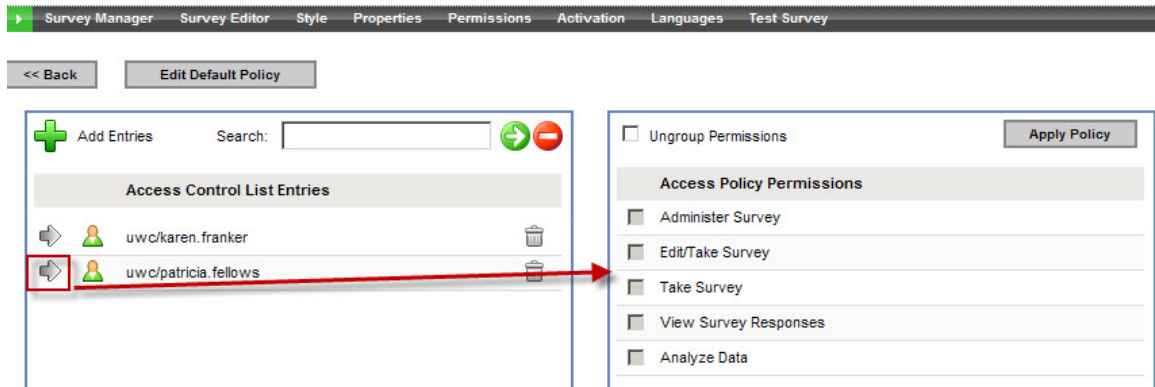 Survey Manager Survey Editor Style Properties Permissions Activation Languages Test Survey
<< Back Edit Default Policy
Add Entries Search:
Access Control List Entries
uwc/karen.franker
uwc/patricia.fellows
Ungroup Permissions Apply Policy
Access Policy Permissions
Administer Survey
Edit/Take Survey
Take Survey
View Survey Responses
Analyze Data